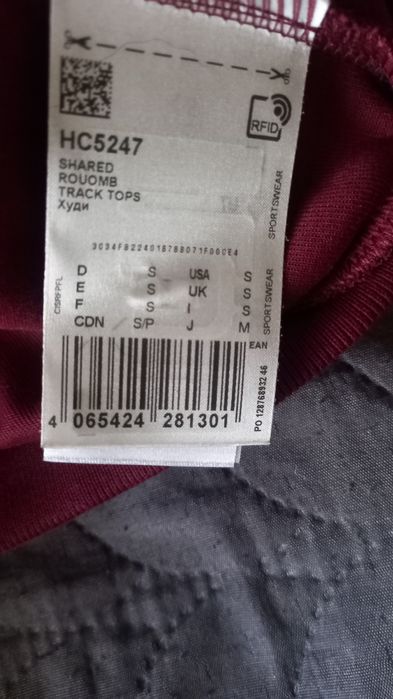 RFID
HC5247
SHARED
ROUOMB
TRACK TOPS
Худи
SPORTSWEAR
D S USA S
E S UK S
F S I S
CDN S/P J M
SPORTSWEAR
EAN
4 065424 281301
PO 128768932 46